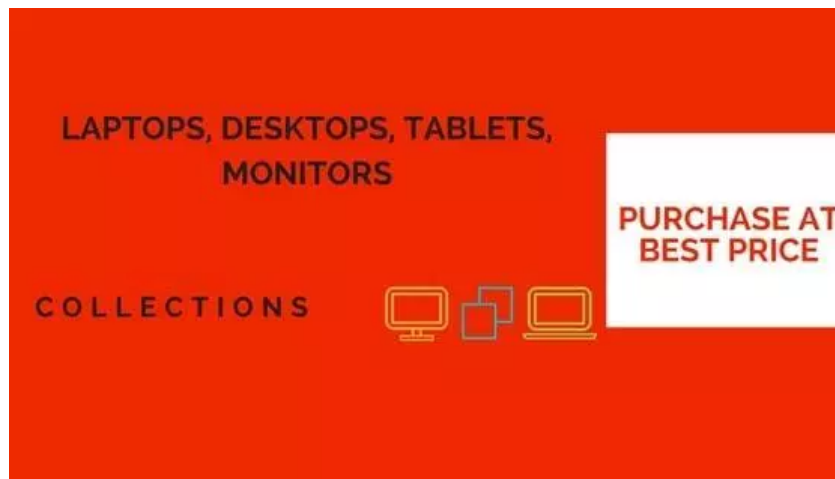 LAPTOPS, DESKTOPS, TABLETS,
MONITORS
PURCHASE AT
BEST PRICE
COLLECTIONS